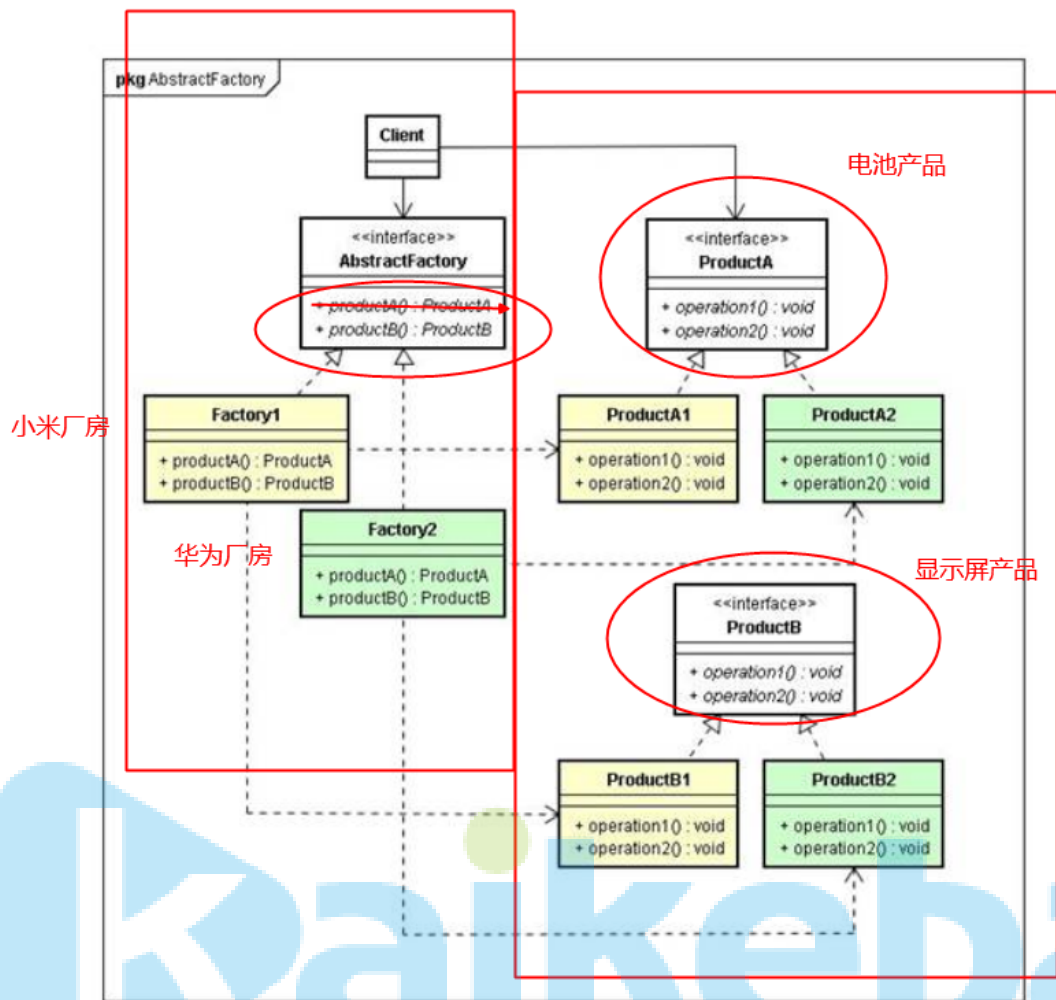 pkg AbstractFactory
Client
电池产品
<<interface>>
AbstractFactory
+ productA() : ProductA
+ productB() : ProductB
<<interface>>
ProductA
+ operation1() : void
+ operation2() : void
小米厂房
Factory1
+ productA() : ProductA
+ productB() : ProductB
ProductA1
+ operation1() : void
+ operation2() : void
ProductA2
+ operation1() : void
+ operation2() : void
华为厂房
Factory2
+ productA() : ProductA
+ productB() : ProductB
显示屏产品
<<interface>>
ProductB
+ operation1() : void
+ operation2() : void
ProductB1
+ operation1() : void
+ operation2() : void
ProductB2
+ operation1() : void
+ operation2() : void
kaikeba